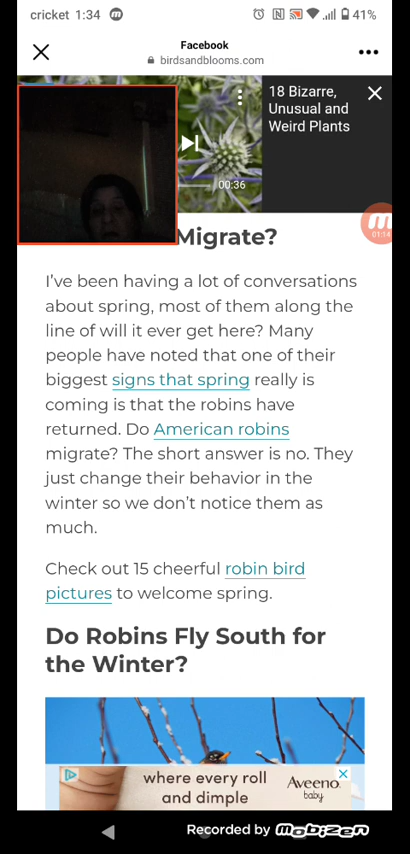 cricket 1:34
41%
Facebook
birdsandblooms.com
18 Bizarre,
Unusual and
Weird Plants
00:36
01:14
Migrate?
I've been having a lot of conversations
about spring, most of them along the
line of will it ever get here? Many
people have noted that one of their
biggest signs that spring really is
coming is that the robins have
returned. Do American robins
migrate? The short answer is no. They
just change their behavior in the
winter so we don't notice them as
much.
Check out 15 cheerful robin bird
pictures to welcome spring.
Do Robins Fly South for
the Winter?
where every roll
and dimple
Aveeno.
baby
Recorded by Mobizen